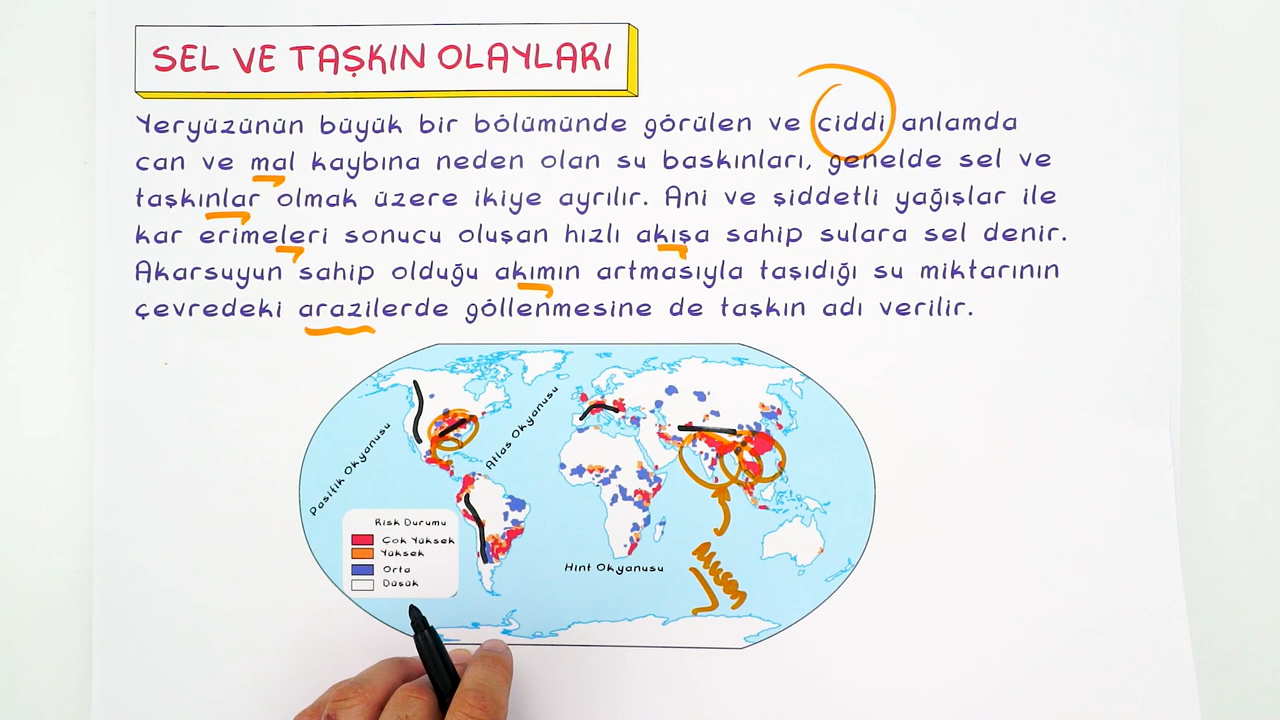 SEL VE TAŞKIN OLAYLARI
Yeryüzünün büyük bir bölümünde görülen ve ciddi anlamda
can ve mal kaybına neden olan su baskınları, genelde sel ve
taşkınlar olmak üzere ikiye ayrılır. Ani ve şiddetli yağışlar ile
kar erimeleri sonucu oluşan hızlı akışa sahip sulara sel denir.
Akarsuyun sahip olduğu akımın artmasıyla taşıdığı su miktarının
çevredeki arazilerde göllenmesine de taşkın adı verilir.
Pasifik Okyanusu
Atlas Okyanusu
Hint Okyanusu
Risk Durumu
Çok Yüksek
Yüksek
Orta
Düşük